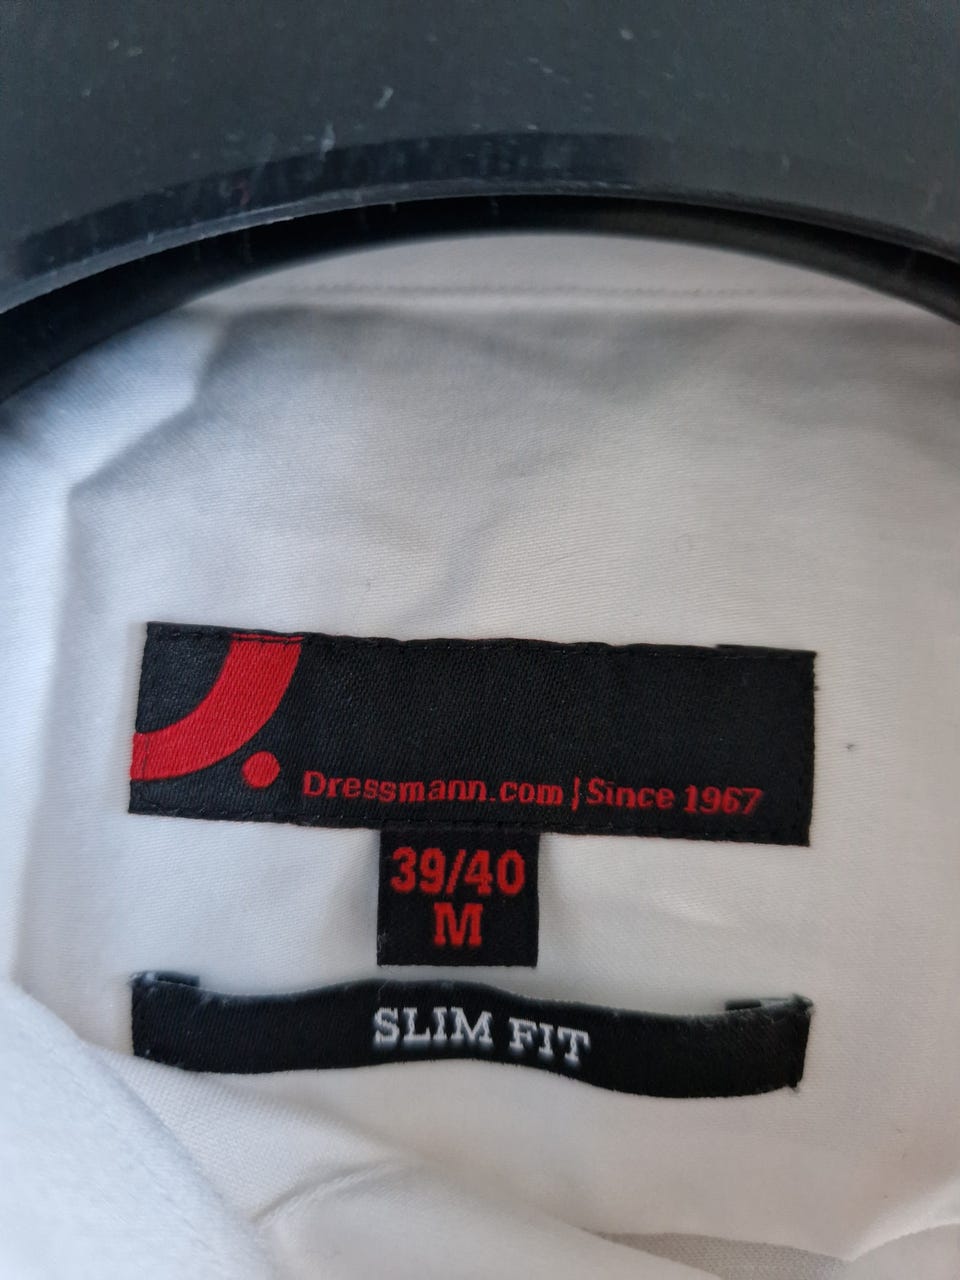 Dressmann.com | Since 1967
39/40
M
SLIM FIT